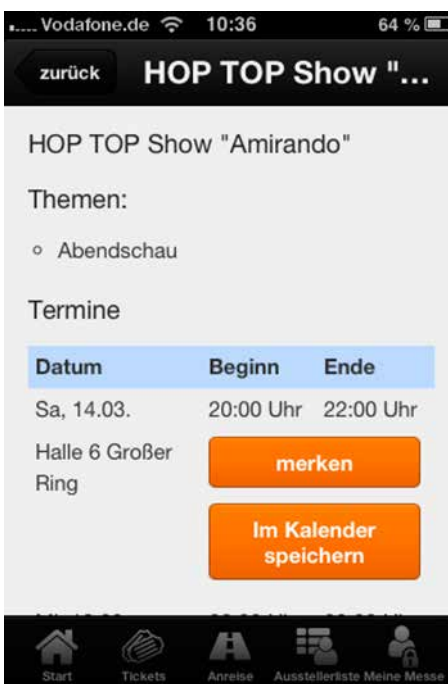 Vodafone.de 10:36 64 %
zurück HOP TOP Show "...
HOP TOP Show "Amirando"
Themen:
Abendschau
Termine
Datum Beginn Ende
Sa, 14.03. 20:00 Uhr 22:00 Uhr
Halle 6 Großer
Ring
merken
Im Kalender
speichern
Start Tickets Anreise Ausstellerliste Meine Messe